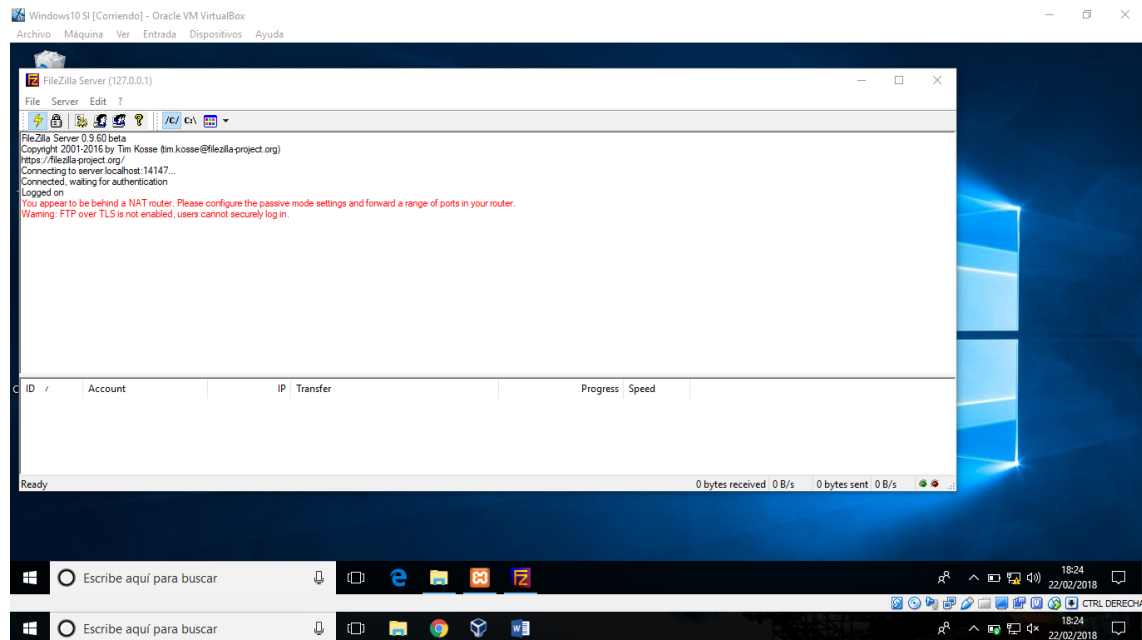 Windows10 SI [Corriendo] - Oracle VM VirtualBox
Archivo Máquina Ver Entrada Dispositivos Ayuda
FileZilla Server (127.0.0.1)
File Server Edit ?
/C/ C:\
FileZilla Server 0.9.60 beta
Copyright 2001-2016 by Tim Kosse (tim.kosse@filezilla-project.org)
https://filezilla-project.org/
Connecting to server localhost:14147...
Connected, waiting for authentication
Logged on
You appear to be behind a NAT router. Please configure the passive mode settings and forward a range of ports in your router.
Warning: FTP over TLS is not enabled, users cannot securely log in.
ID / Account IP Transfer Progress Speed
Ready 0 bytes received 0 B/s 0 bytes sent 0 B/s
Escribe aquí para buscar
18:24
22/02/2018
CTRL DERECHA
Escribe aquí para buscar
18:24
22/02/2018